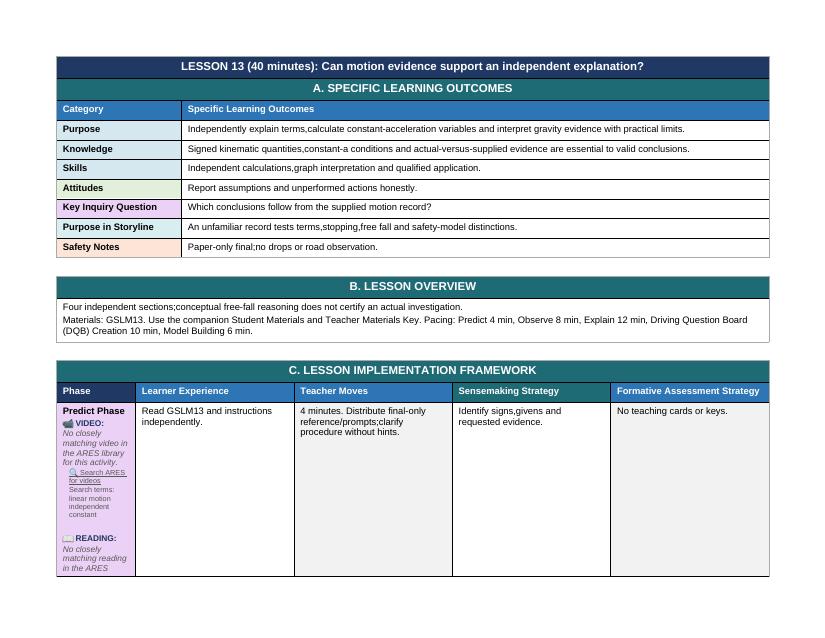 LESSON 13 (40 minutes): Can motion evidence support an independent explanation?
A. SPECIFIC LEARNING OUTCOMES
Category Specific Learning Outcomes
Purpose Independently explain terms,calculate constant-acceleration variables and interpret gravity evidence with practical limits.
Knowledge Signed kinematic quantities,constant-a conditions and actual-versus-supplied evidence are essential to valid conclusions.
Skills Independent calculations,graph interpretation and qualified application.
Attitudes Report assumptions and unperformed actions honestly.
Key Inquiry Question Which conclusions follow from the supplied motion record?
Purpose in Storyline An unfamiliar record tests terms,stopping,free fall and safety-model distinctions.
Safety Notes Paper-only final;no drops or road observation.
B. LESSON OVERVIEW
Four independent sections;conceptual free-fall reasoning does not certify an actual investigation.
Materials: GSLM13. Use the companion Student Materials and Teacher Materials Key. Pacing: Predict 4 min, Observe 8 min, Explain 12 min, Driving Question Board
(DQB) Creation 10 min, Model Building 6 min.
C. LESSON IMPLEMENTATION FRAMEWORK
Phase Learner Experience Teacher Moves Sensemaking Strategy Formative Assessment Strategy
Predict Phase
VIDEO:
No closely
matching video in
the ARES library
for this activity.
Search ARES
for videos
Search terms:
linear motion
independent
constant
READING:
No closely
matching reading
in the ARES
Read GSLM13 and instructions
independently.
4 minutes. Distribute final-only
reference/prompts;clarify
procedure without hints.
Identify signs,givens and
requested evidence.
No teaching cards or keys.